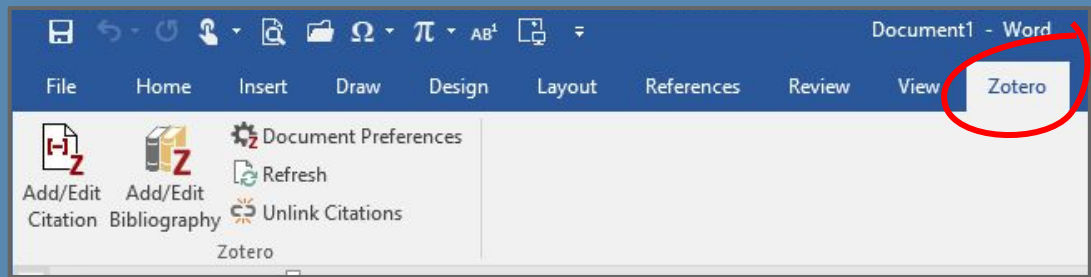 Ω π AB¹ Document1 - Word
File Home Insert Draw Design Layout References Review View Zotero
Add/Edit Citation
Add/Edit Bibliography
Document Preferences
Refresh
Unlink Citations
Zotero